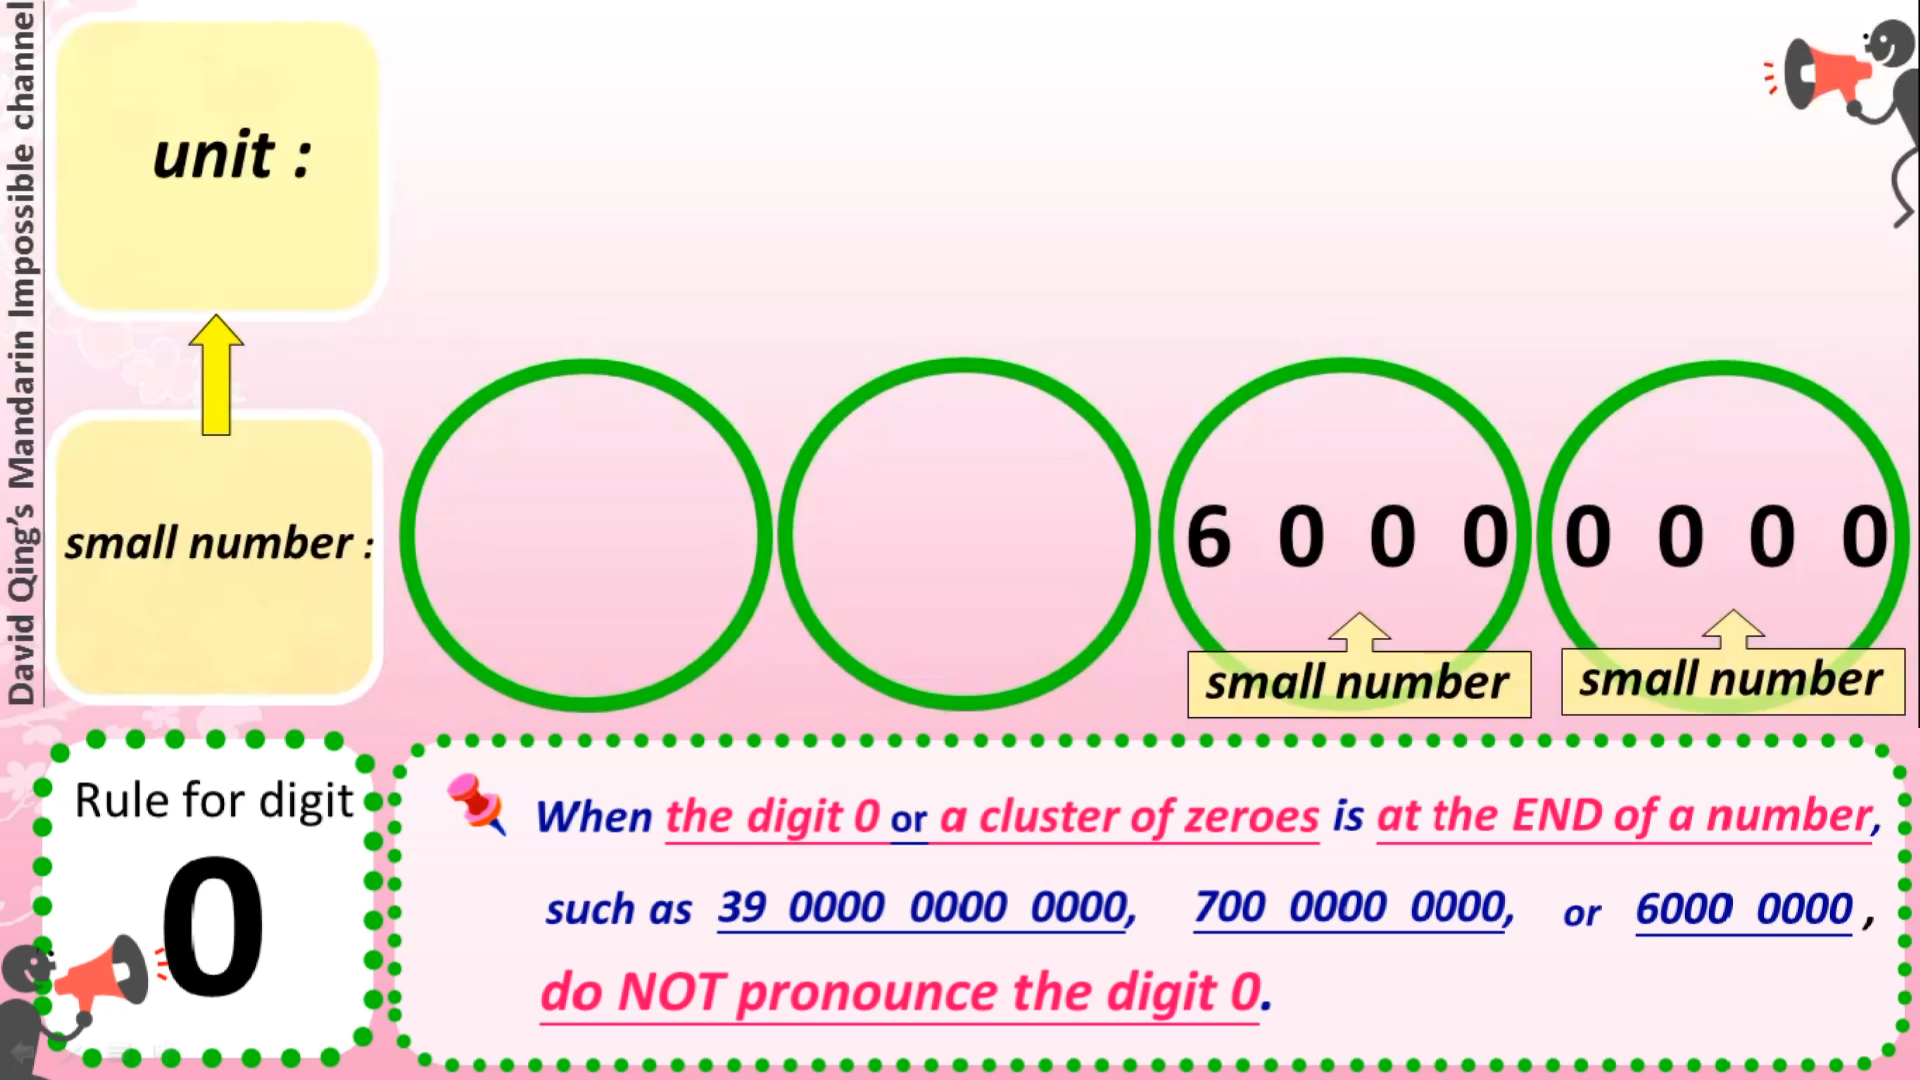 David Qing's Mandarin Impossible channel
unit :
small number :
6 0 0 0
0 0 0 0
small number
small number
Rule for digit
0
When the digit 0 or a cluster of zeroes is at the END of a number,
such as 39 0000 0000 0000, 700 0000 0000, or 6000 0000 ,
do NOT pronounce the digit 0.